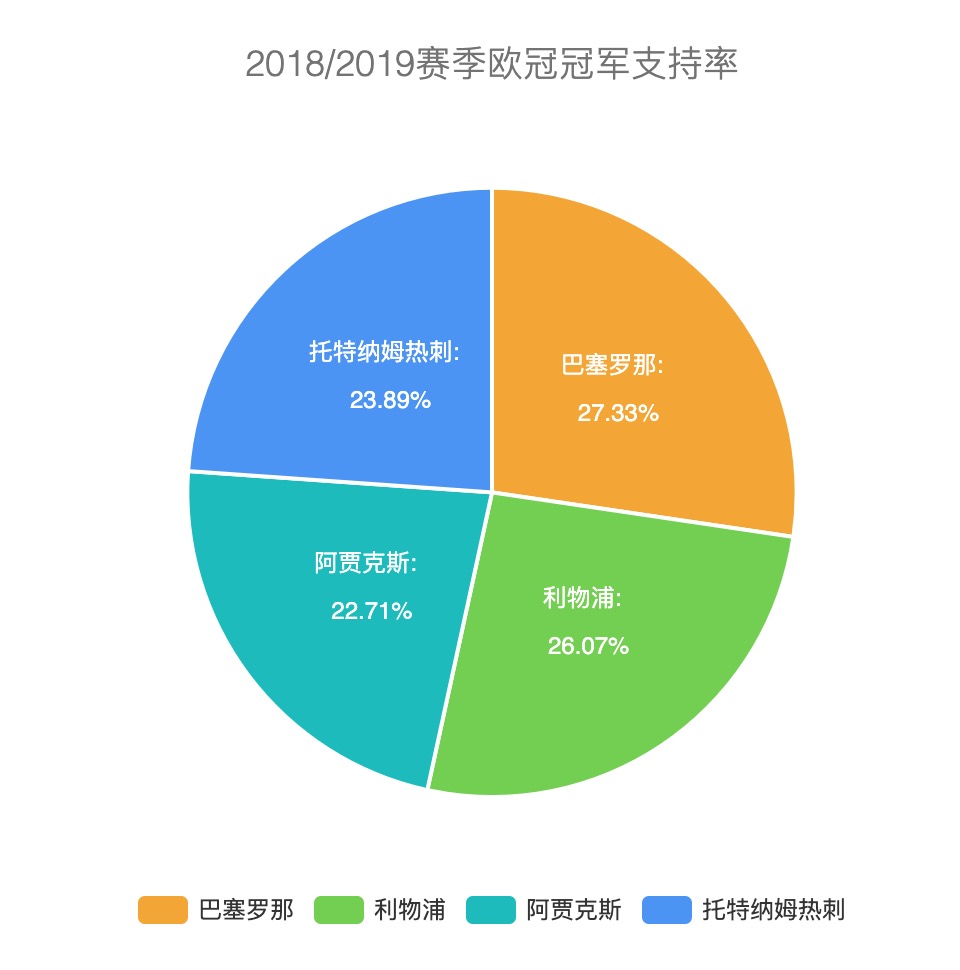 2018/2019赛季欧冠冠军支持率
托特纳姆热刺:
23.89%
巴塞罗那:
27.33%
阿贾克斯:
22.71%
利物浦:
26.07%
巴塞罗那 利物浦 阿贾克斯 托特纳姆热刺